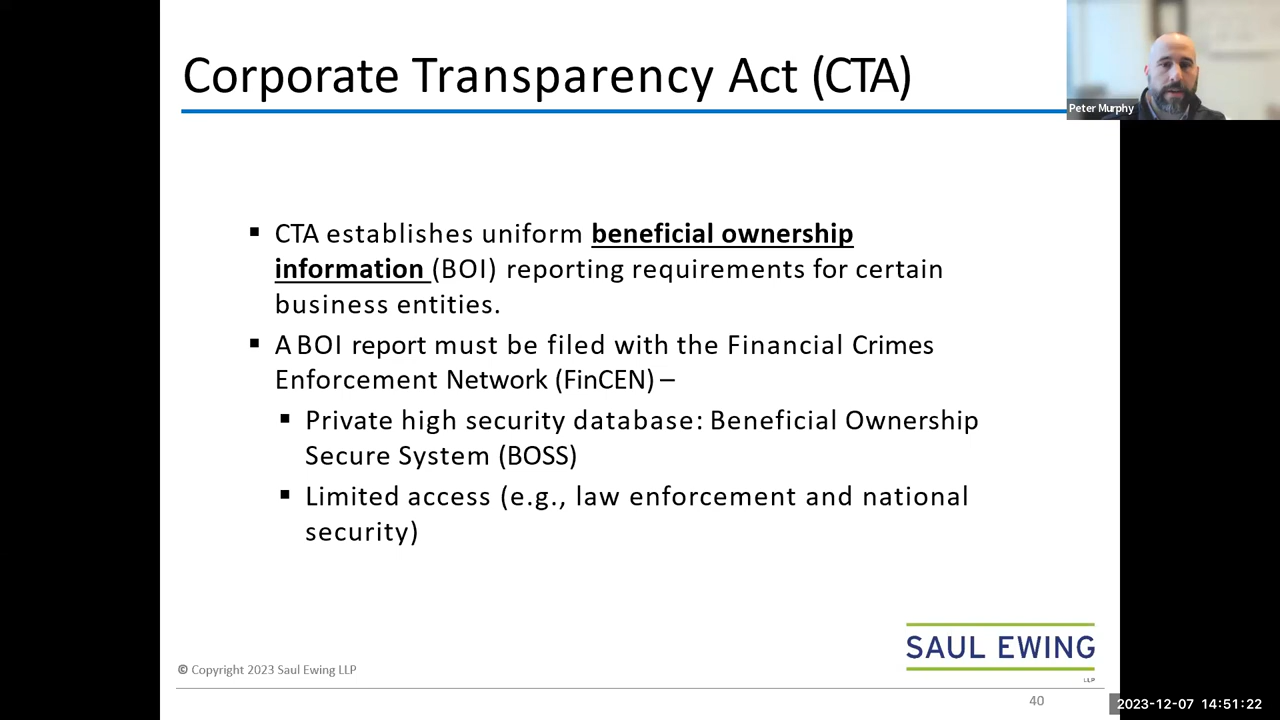 Corporate Transparency Act (CTA)
Peter Murphy
▪ CTA establishes uniform beneficial ownership
information (BOI) reporting requirements for certain
business entities.
▪ A BOI report must be filed with the Financial Crimes
Enforcement Network (FinCEN) –
▪ Private high security database: Beneficial Ownership
Secure System (BOSS)
▪ Limited access (e.g., law enforcement and national
security)
SAUL EWING
LLP
© Copyright 2023 Saul Ewing LLP
40
2023-12-07 14:51:22